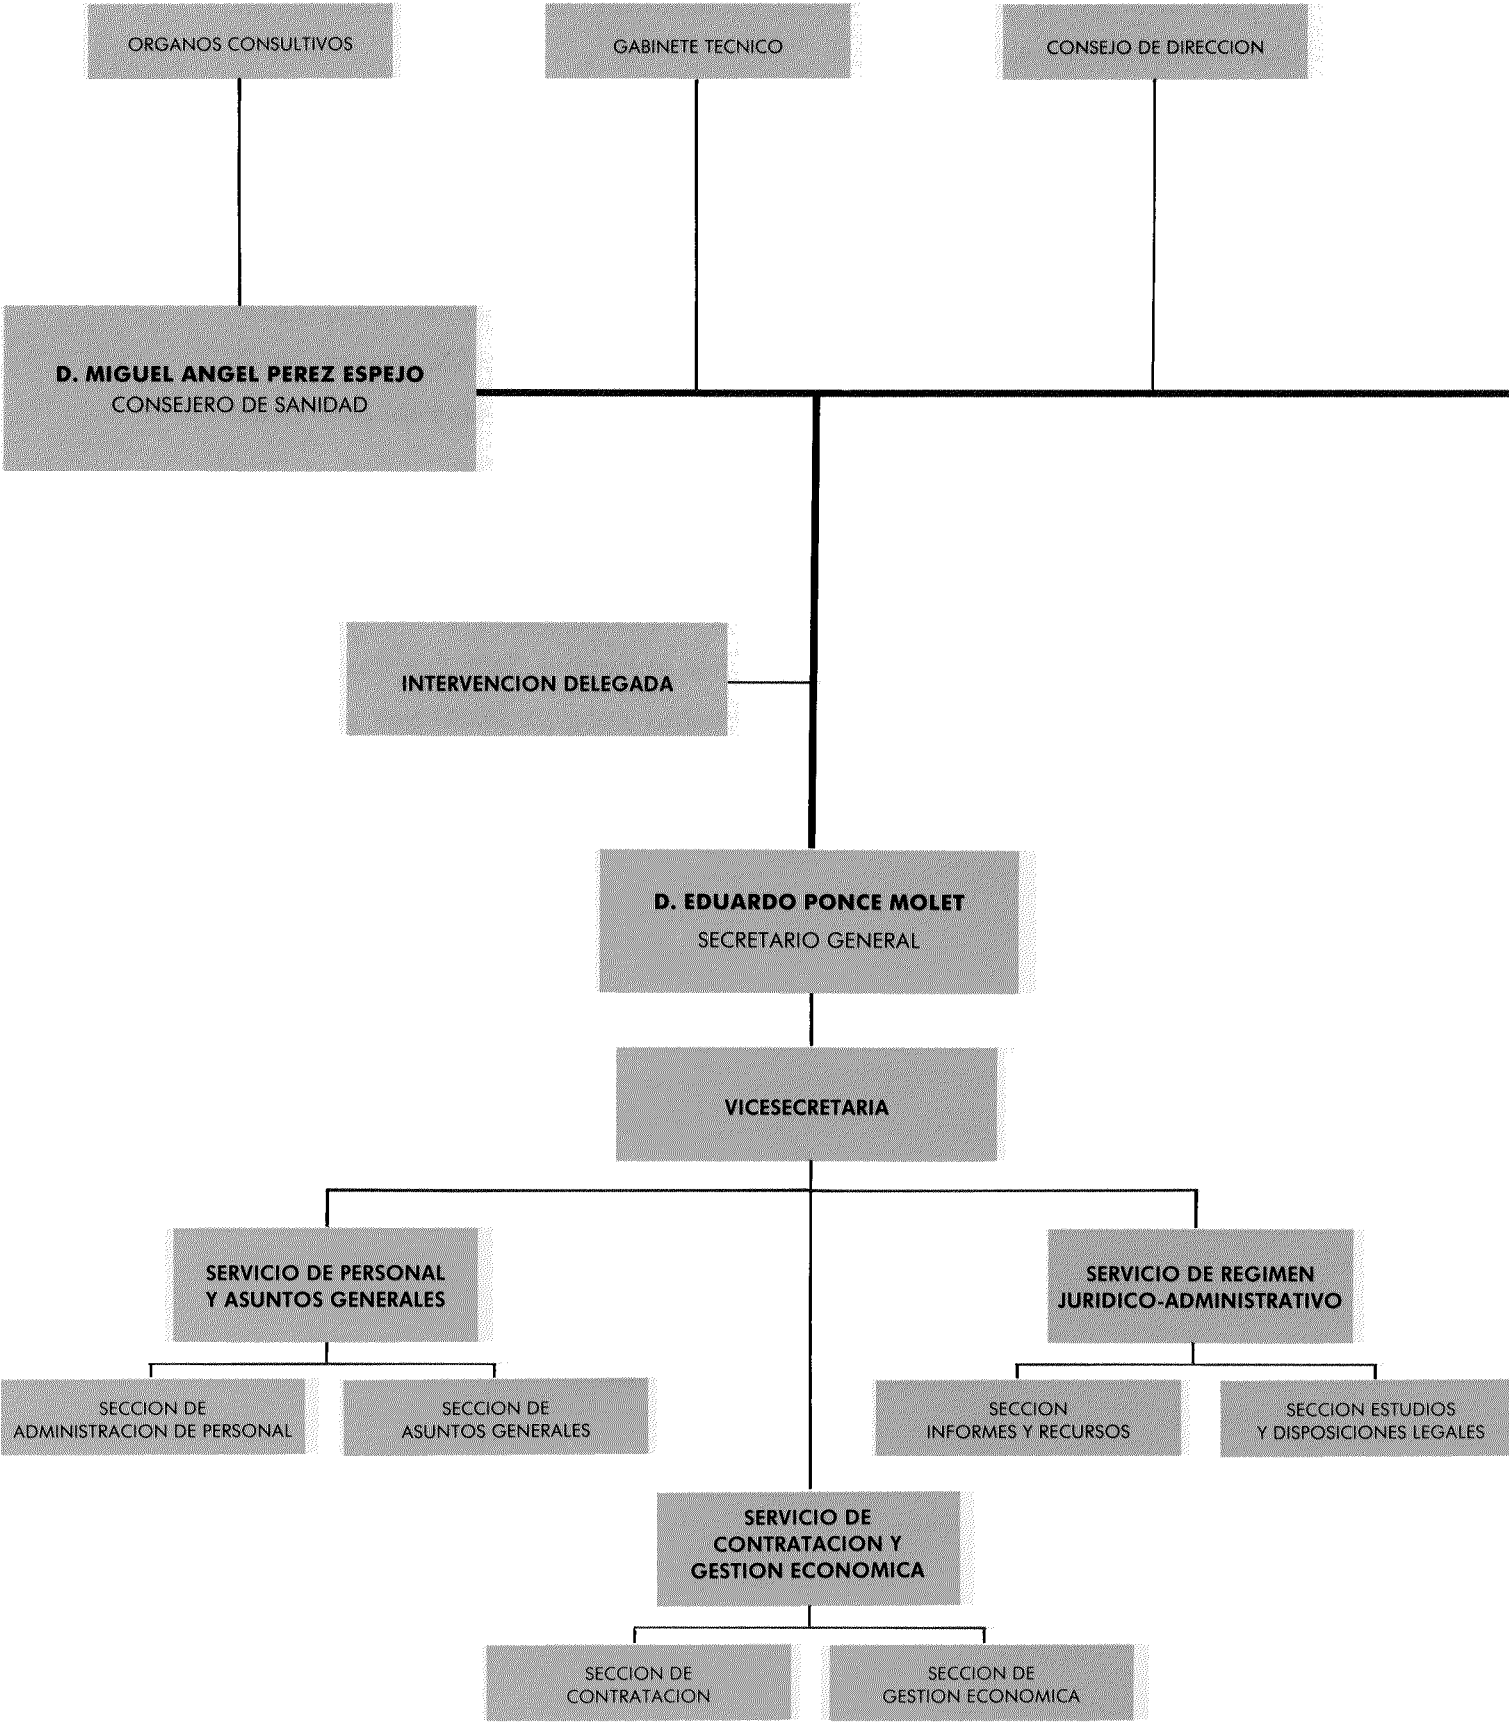 ORGANOS CONSULTIVOS
GABINETE TECNICO
CONSEJO DE DIRECCION
D. MIGUEL ANGEL PEREZ ESPEJO
CONSEJERO DE SANIDAD
INTERVENCION DELEGADA
D. EDUARDO PONCE MOLET
SECRETARIO GENERAL
VICESECRETARIA
SERVICIO DE PERSONAL
Y ASUNTOS GENERALES
SERVICIO DE REGIMEN
JURIDICO-ADMINISTRATIVO
SECCION DE
ADMINISTRACION DE PERSONAL
SECCION DE
ASUNTOS GENERALES
SECCION
INFORMES Y RECURSOS
SECCION ESTUDIOS
Y DISPOSICIONES LEGALES
SERVICIO DE
CONTRATACION Y
GESTION ECONOMICA
SECCION DE
CONTRATACION
SECCION DE
GESTION ECONOMICA